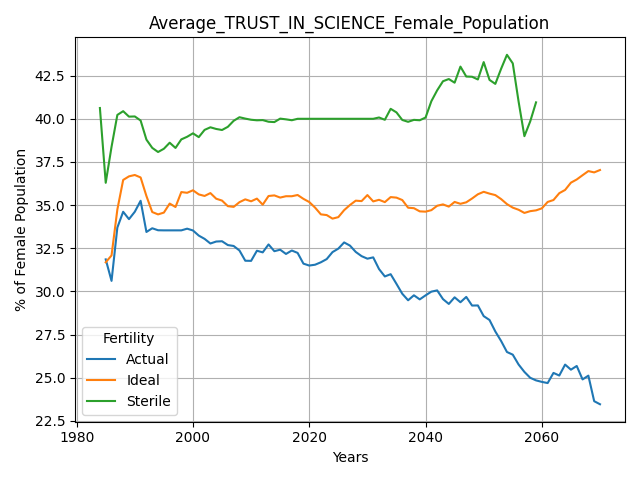 Average_TRUST_IN_SCIENCE_Female_Population
% of Female Population
42.5
40.0
37.5
35.0
32.5
30.0
27.5
25.0
22.5
Fertility
Actual
Ideal
Sterile
1980 2000 2020 2040 2060
Years